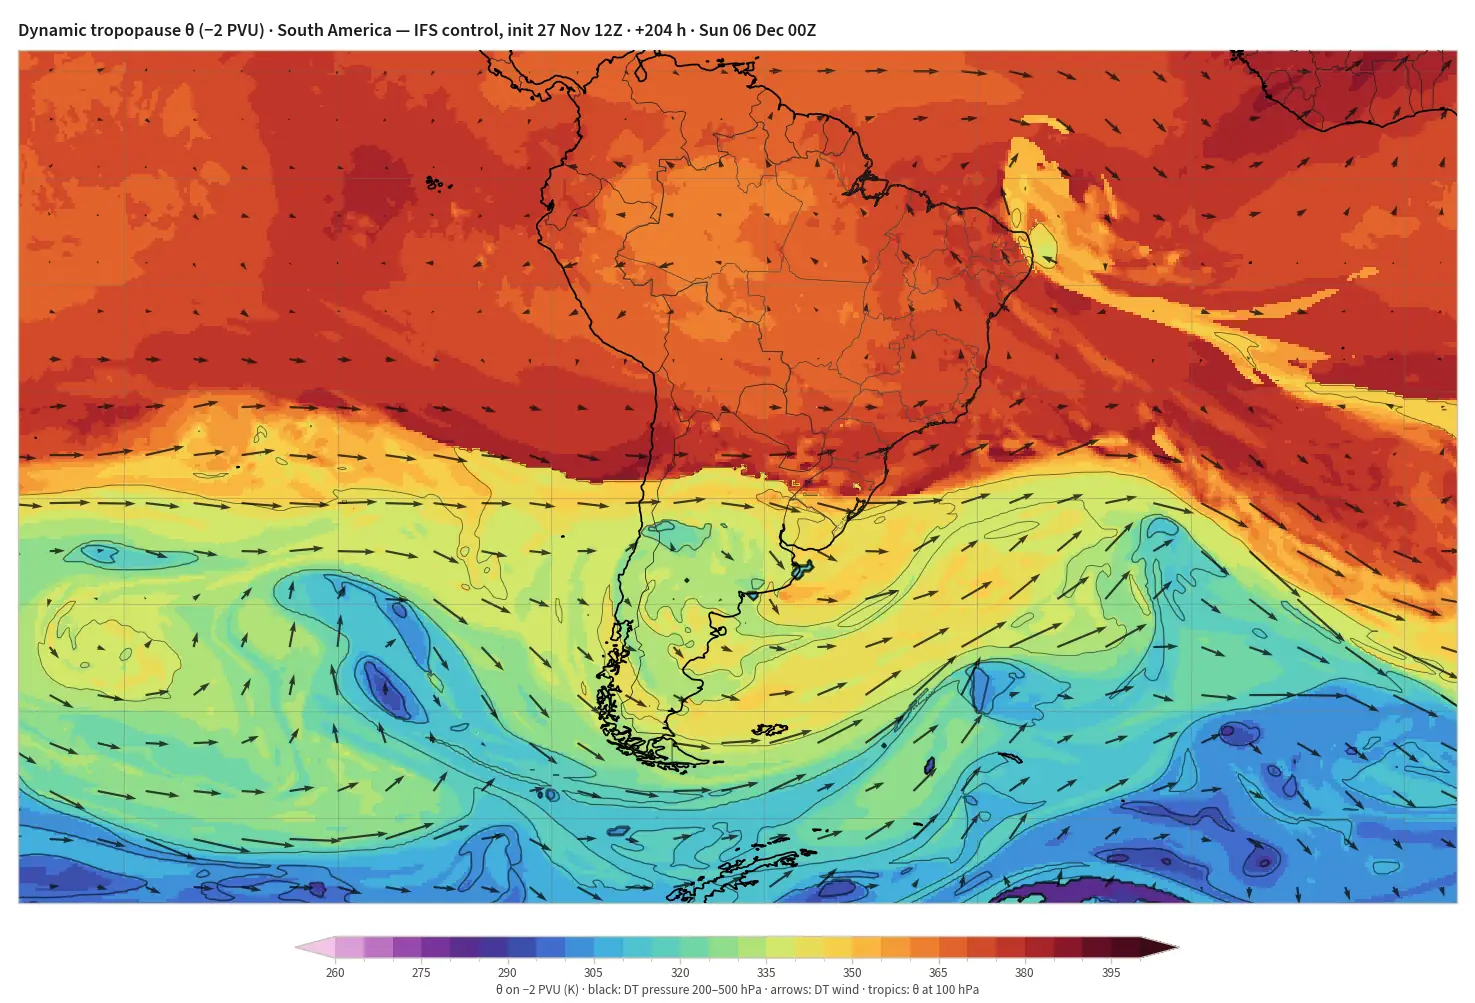 Dynamic tropopause θ (−2 PVU) · South America — IFS control, init 27 Nov 12Z · +204 h · Sun 06 Dec 00Z
260 275 290 305 320 335 350 365 380 395
θ on −2 PVU (K) · black: DT pressure 200–500 hPa · arrows: DT wind · tropics: θ at 100 hPa